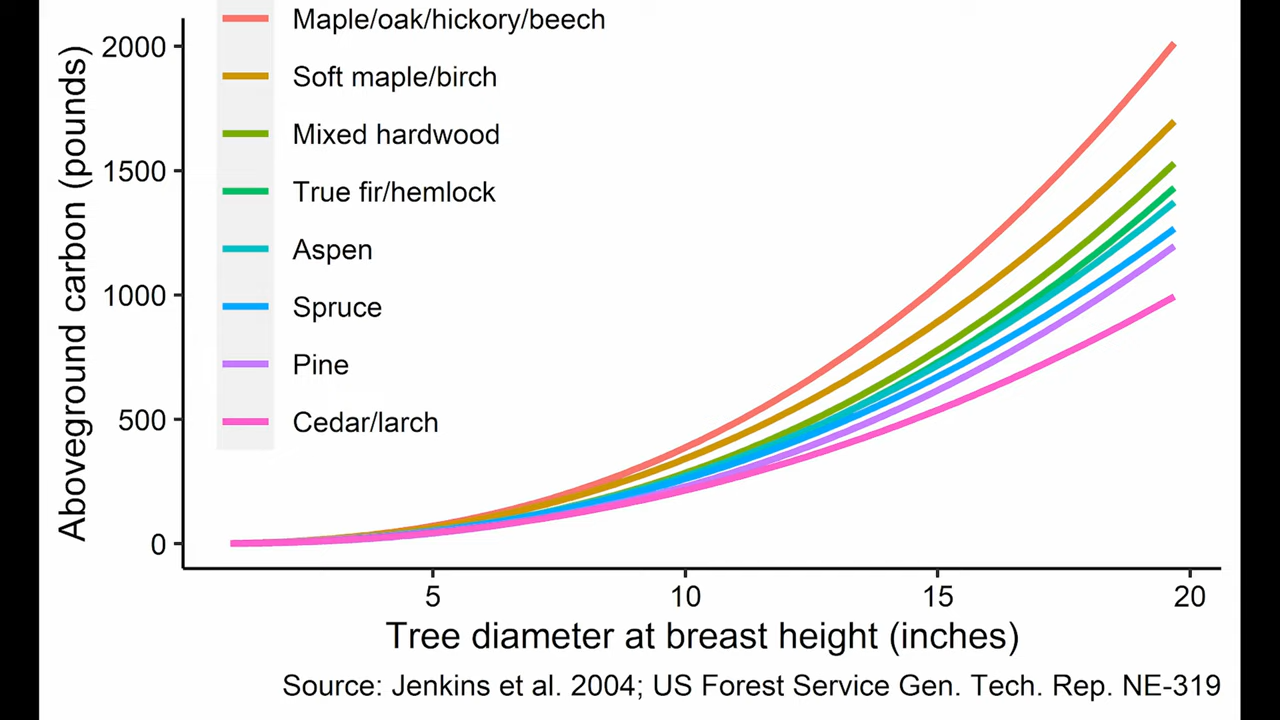 Maple/oak/hickory/beech
Soft maple/birch
Mixed hardwood
True fir/hemlock
Aspen
Spruce
Pine
Cedar/larch
Aboveground carbon (pounds)
2000
1500
1000
500
0
5 10 15 20
Tree diameter at breast height (inches)
Source: Jenkins et al. 2004; US Forest Service Gen. Tech. Rep. NE-319